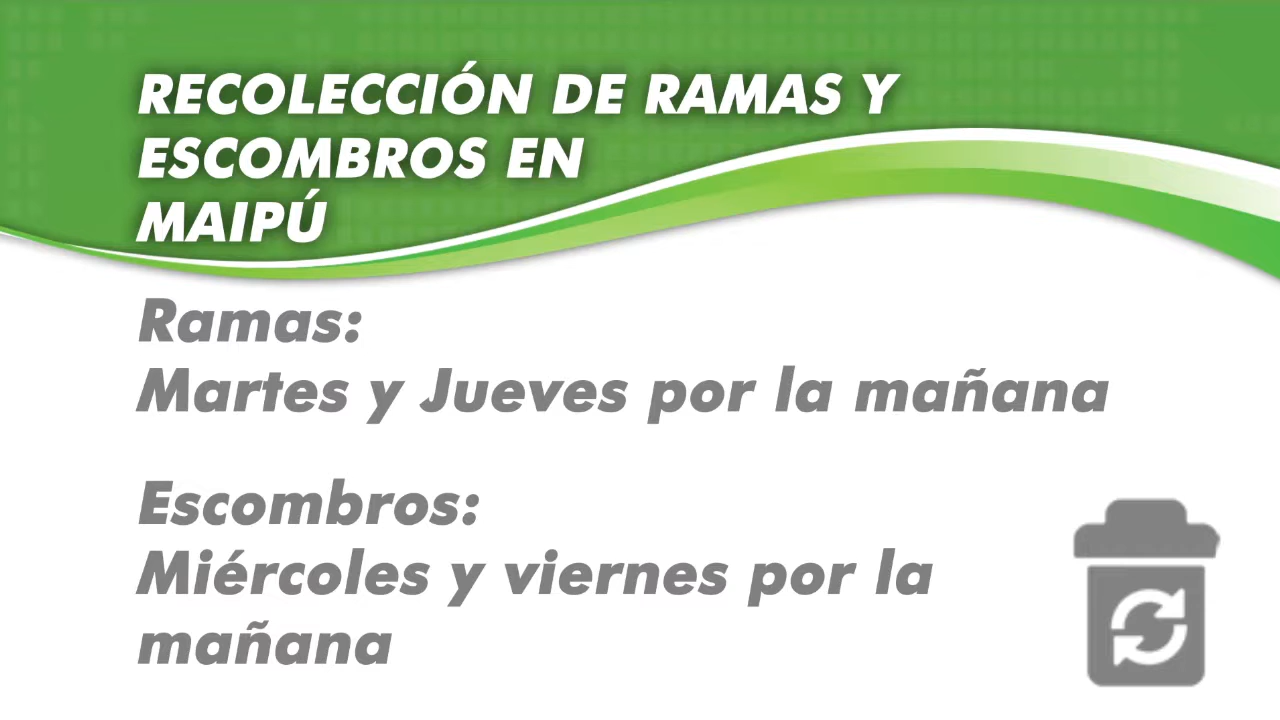 RECOLECCIÓN DE RAMAS Y
ESCOMBROS EN
MAIPÚ
Ramas:
Martes y Jueves por la mañana
Escombros:
Miércoles y viernes por la
mañana